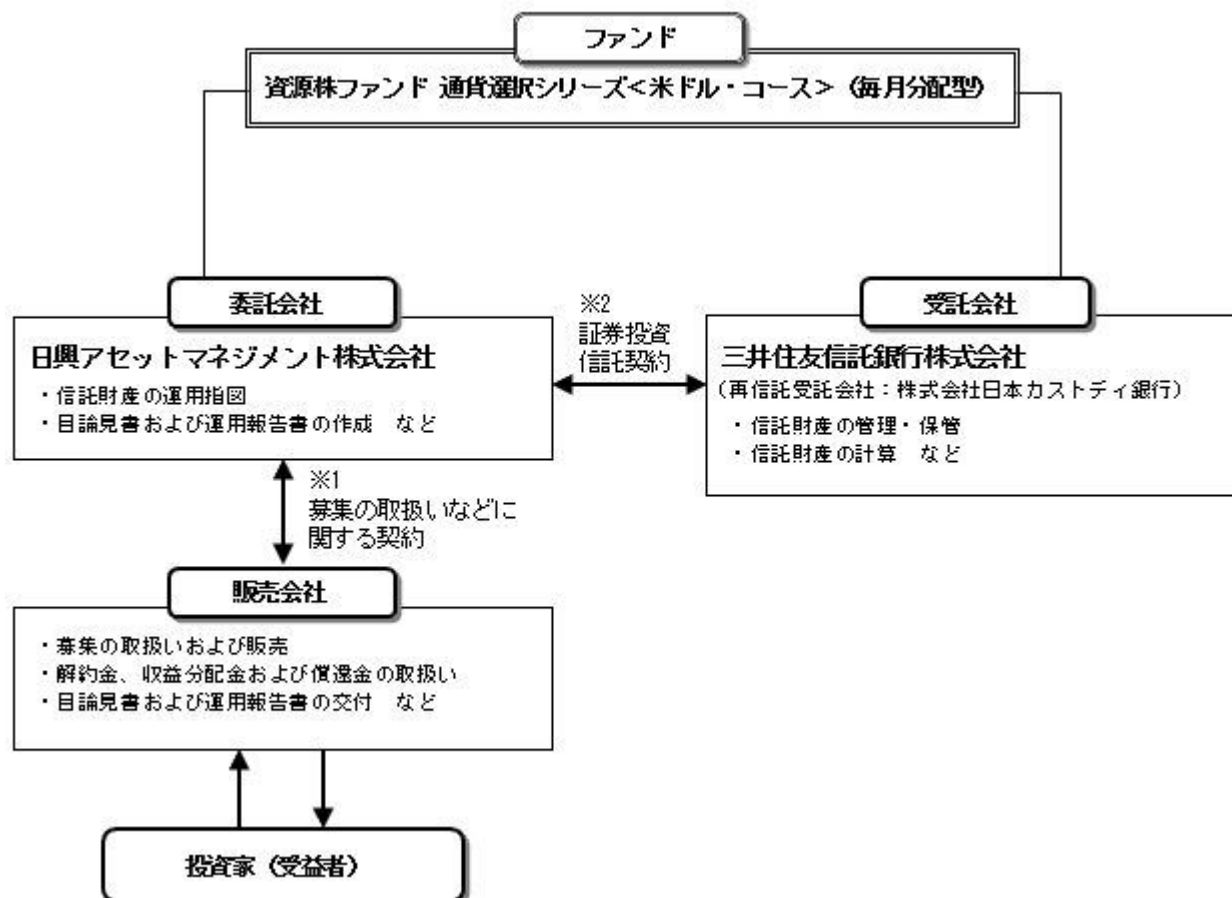 ファンド
資源株ファンド 通貨選択シリーズ<米ドル・コース>（毎月分配型）
委託会社
日興アセットマネジメント株式会社
・信託財産の運用指図
・目論見書および運用報告書の作成　など
※2
証券投資
信託契約
受託会社
三井住友信託銀行株式会社
（再信託受託会社：株式会社日本カストディ銀行）
・信託財産の管理・保管
・信託財産の計算　など
※1
募集の取扱いなどに
関する契約
販売会社
・募集の取扱いおよび販売
・解約金、収益分配金および償還金の取扱い
・目論見書および運用報告書の交付　など
投資家（受益者）